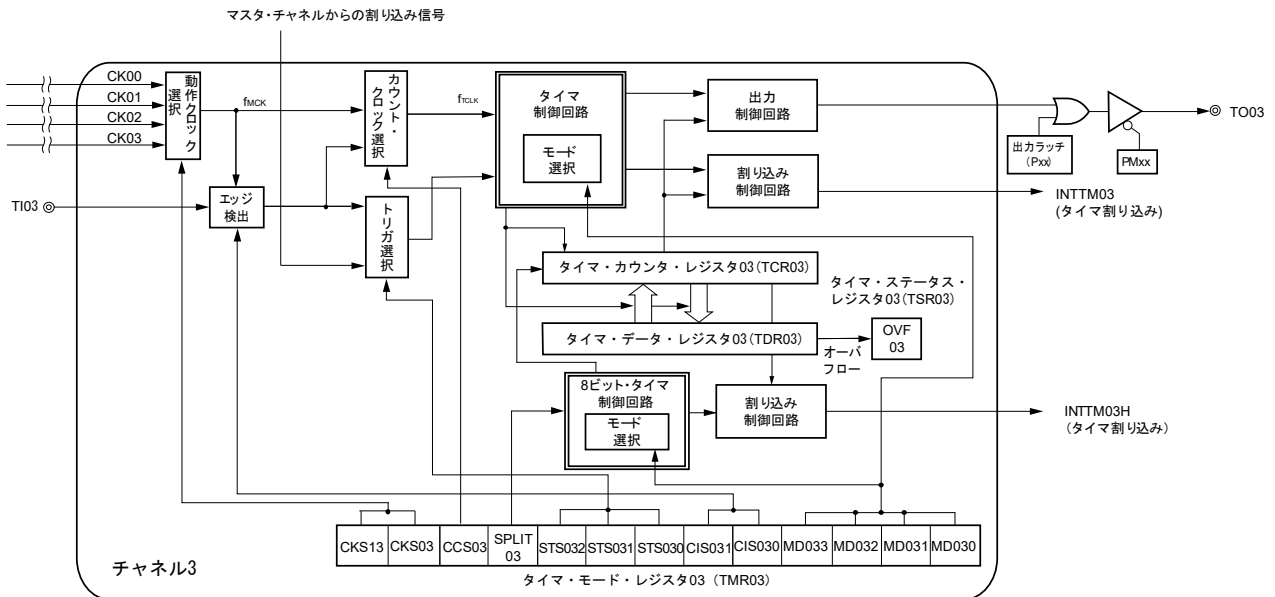 マスタ・チャネルからの割り込み信号
CK00
CK01
CK02
CK03
動作クロック
選択
fMCK
カウント・
クロック選択
fTCLK
タイマ
制御回路
モード
選択
出力
制御回路
TO03
出力ラッチ
(Pxx)
PMxx
割り込み
制御回路
INTTM03
(タイマ割り込み)
TI03
エッジ
検出
トリガ選択
タイマ・カウンタ・レジスタ03(TCR03)
タイマ・ステータス・
レジスタ03(TSR03)
タイマ・データ・レジスタ03(TDR03)
オーバ
フロー
OVF
03
8ビット・タイマ
制御回路
モード
選択
割り込み
制御回路
INTTM03H
(タイマ割り込み)
CKS13 CKS03 CCS03 SPLIT
03 STS032 STS031 STS030 CIS031 CIS030 MD033 MD032 MD031 MD030
チャネル3
タイマ・モード・レジスタ03 (TMR03)